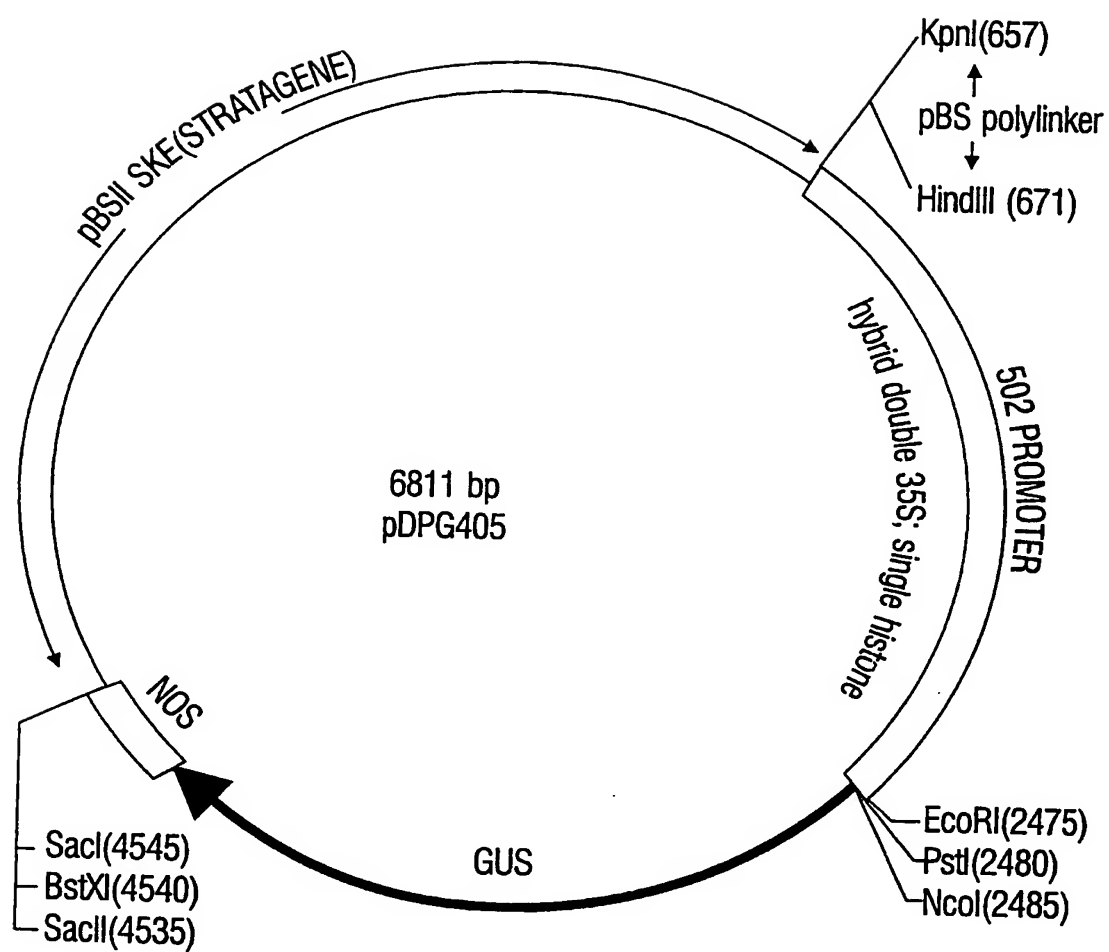 KpnI(657)
pBS polylinker
HindIII (671)
pBSII SKE(STRATAGENE)
hybrid double 35S; single histone
502 PROMOTER
6811 bp
pDPG405
NOS
GUS
EcoRI(2475)
PstI(2480)
NcoI(2485)
SacI(4545)
BstXI(4540)
SacII(4535)